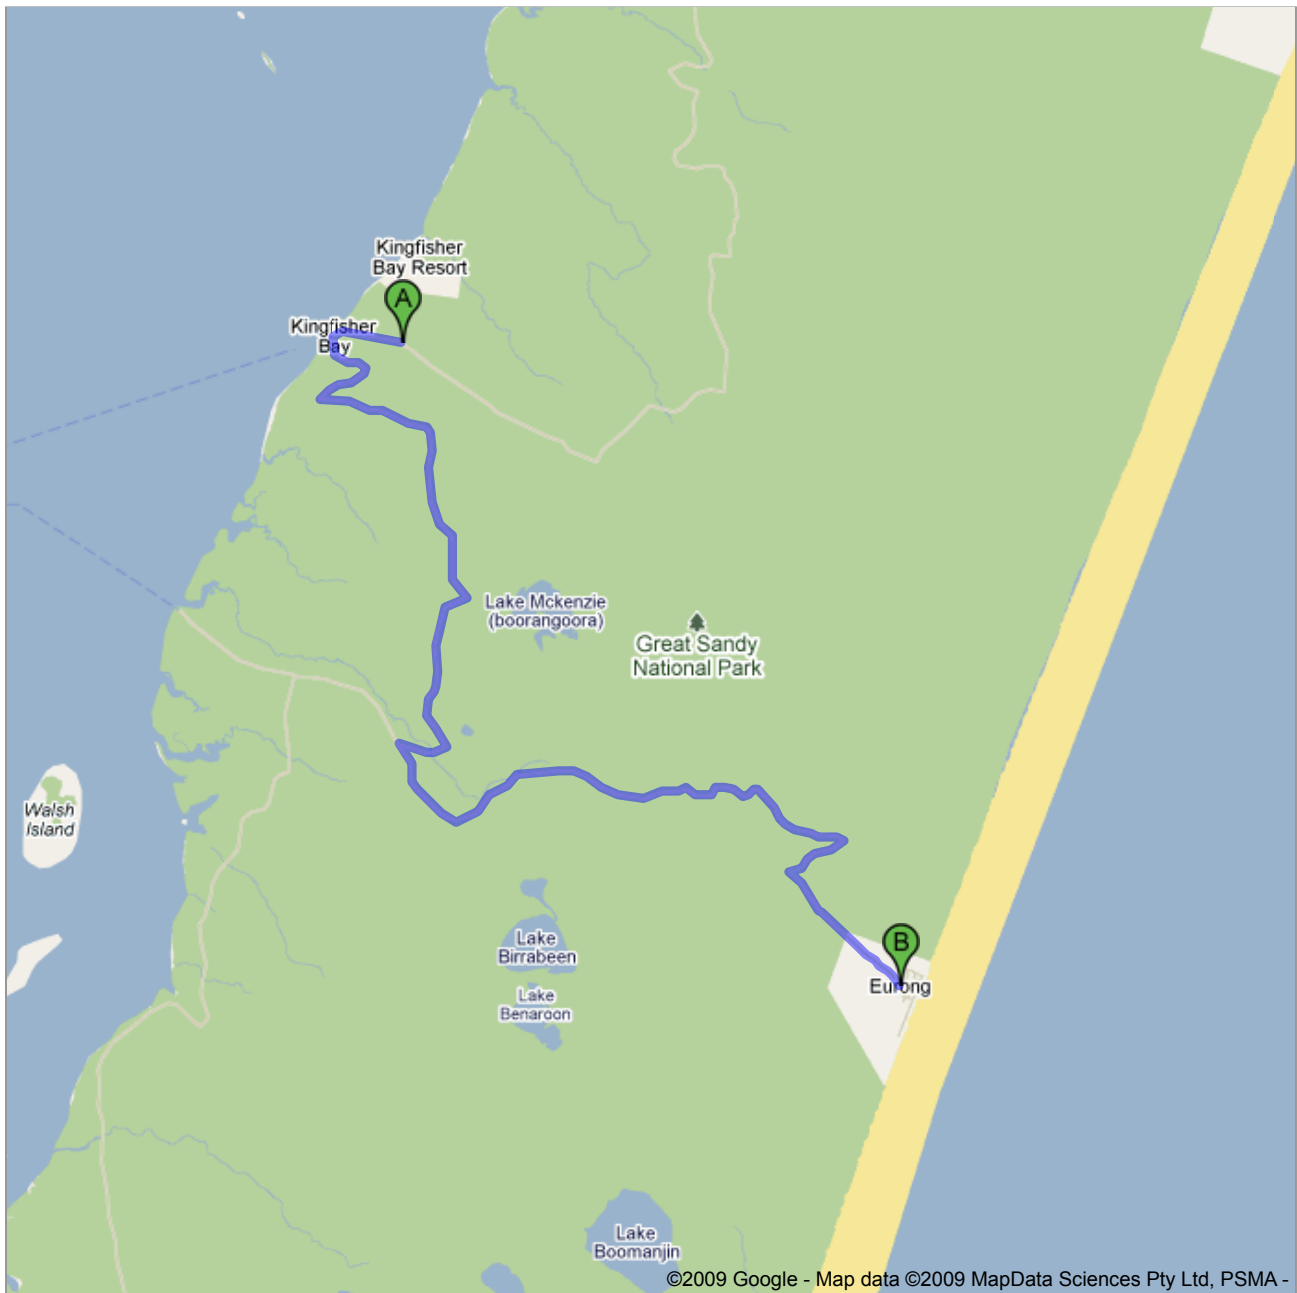 Kingfisher
Bay Resort
A
Kingfisher
Bay
Lake Mckenzie
(boorangoora)
Great Sandy
National Park
Walsh
Island
Lake
Birrabeen
B
Lake
Benaroon
Eurong
Lake
Boomanjin
©2009 Google - Map data ©2009 MapData Sciences Pty Ltd, PSMA -